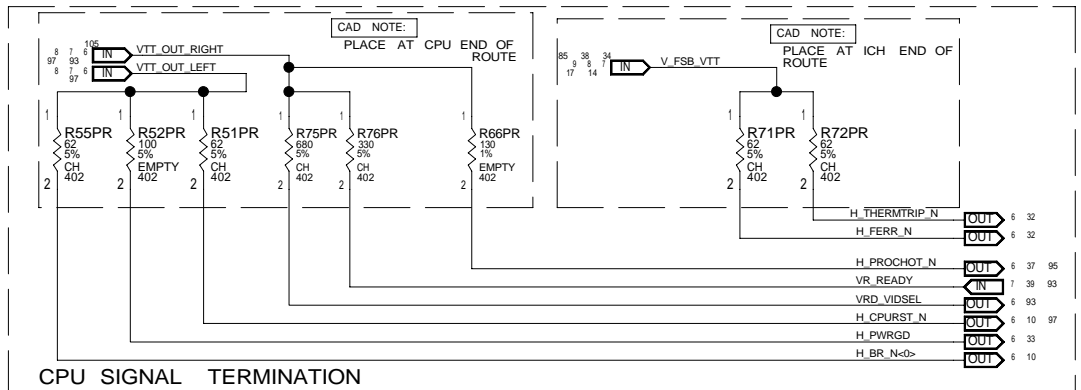 CAD NOTE:
PLACE AT CPU END OF
ROUTE
105
8 7 6 IN VTT_OUT_RIGHT
97 93
8 7 6 IN VTT_OUT_LEFT
97
1 1 1 1 1 1
R55PR
62
5%
CH
402
2
R52PR
100
5%
EMPTY
402
2
R51PR
62
5%
CH
402
2
R75PR
680
5%
CH
402
2
R76PR
330
5%
CH
402
2
R66PR
130
1%
EMPTY
402
2
CAD NOTE:
PLACE AT ICH END OF
ROUTE
85 38 34
9 8 7 IN V_FSB_VTT
17 14
1 1
R71PR
62
5%
CH
402
2
R72PR
62
5%
CH
402
2
H_THERMTRIP_N OUT 6 32
H_FERR_N OUT 6 32
H_PROCHOT_N OUT 6 37 95
VR_READY IN 7 39 93
VRD_VIDSEL OUT 6 93
H_CPURST_N OUT 6 10 97
H_PWRGD OUT 6 33
H_BR_N<0> OUT 6 10
CPU SIGNAL TERMINATION